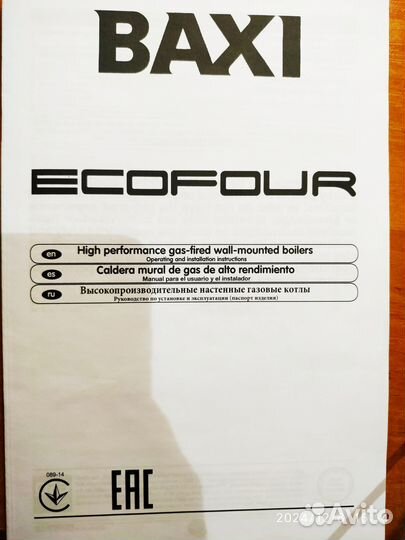 BAXI
ECOFOUR
en High performance gas-fired wall-mounted boilers
Operating and installation instructions
es Caldera mural de gas de alto rendimiento
Manual para el usuario y el instalador
ru Высокопроизводительные настенные газовые котлы
Руководство по установке и эксплуатации (паспорт изделия)
089-14
EAC
Avito